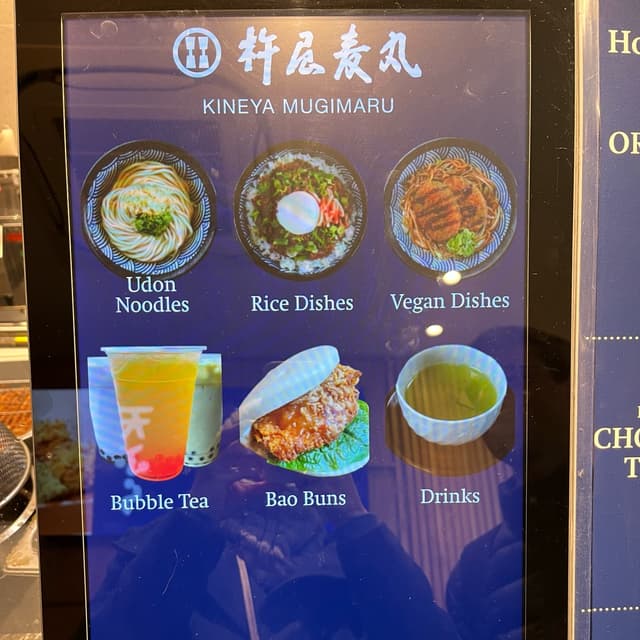 杵屋麦丸
KINEYA MUGIMARU
Udon
Noodles
Rice Dishes
Vegan Dishes
Bubble Tea
Bao Buns
Drinks